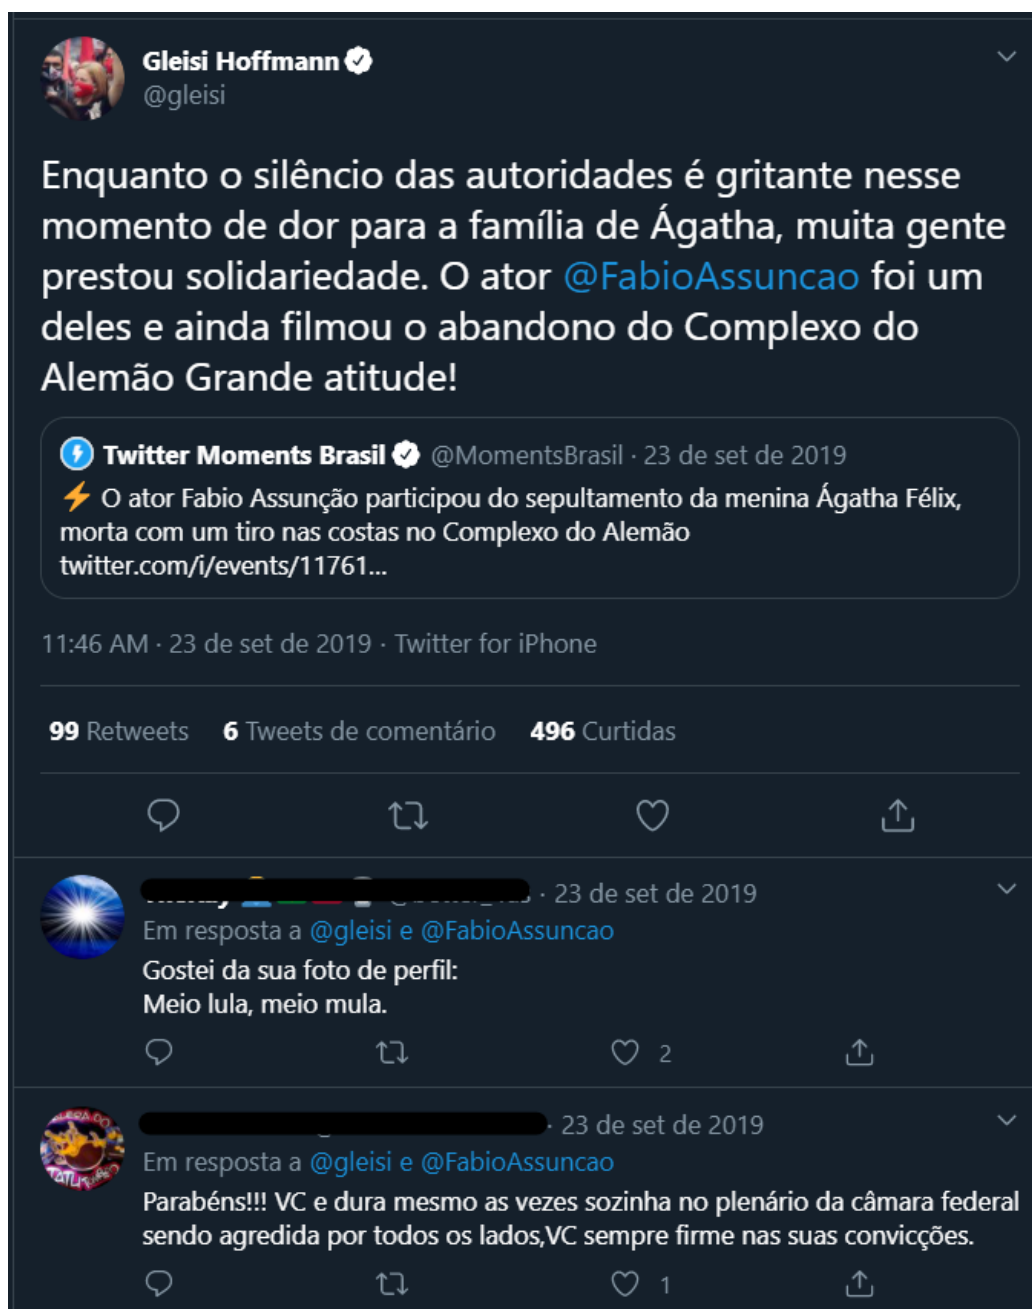 Gleisi Hoffmann
@gleisi
Enquanto o silêncio das autoridades é gritante nesse
momento de dor para a família de Ágatha, muita gente
prestou solidariedade. O ator @FabioAssuncao foi um
deles e ainda filmou o abandono do Complexo do
Alemão Grande atitude!
Twitter Moments Brasil @MomentsBrasil · 23 de set de 2019
⚡ O ator Fabio Assunção participou do sepultamento da menina Ágatha Félix,
morta com um tiro nas costas no Complexo do Alemão
twitter.com/i/events/11761...
11:46 AM · 23 de set de 2019 · Twitter for iPhone
99 Retweets 6 Tweets de comentário 496 Curtidas
· 23 de set de 2019
Em resposta a @gleisi e @FabioAssuncao
Gostei da sua foto de perfil:
Meio lula, meio mula.
2
· 23 de set de 2019
Em resposta a @gleisi e @FabioAssuncao
Parabéns!!! VC e dura mesmo as vezes sozinha no plenário da câmara federal
sendo agredida por todos os lados,VC sempre firme nas suas convicções.
1